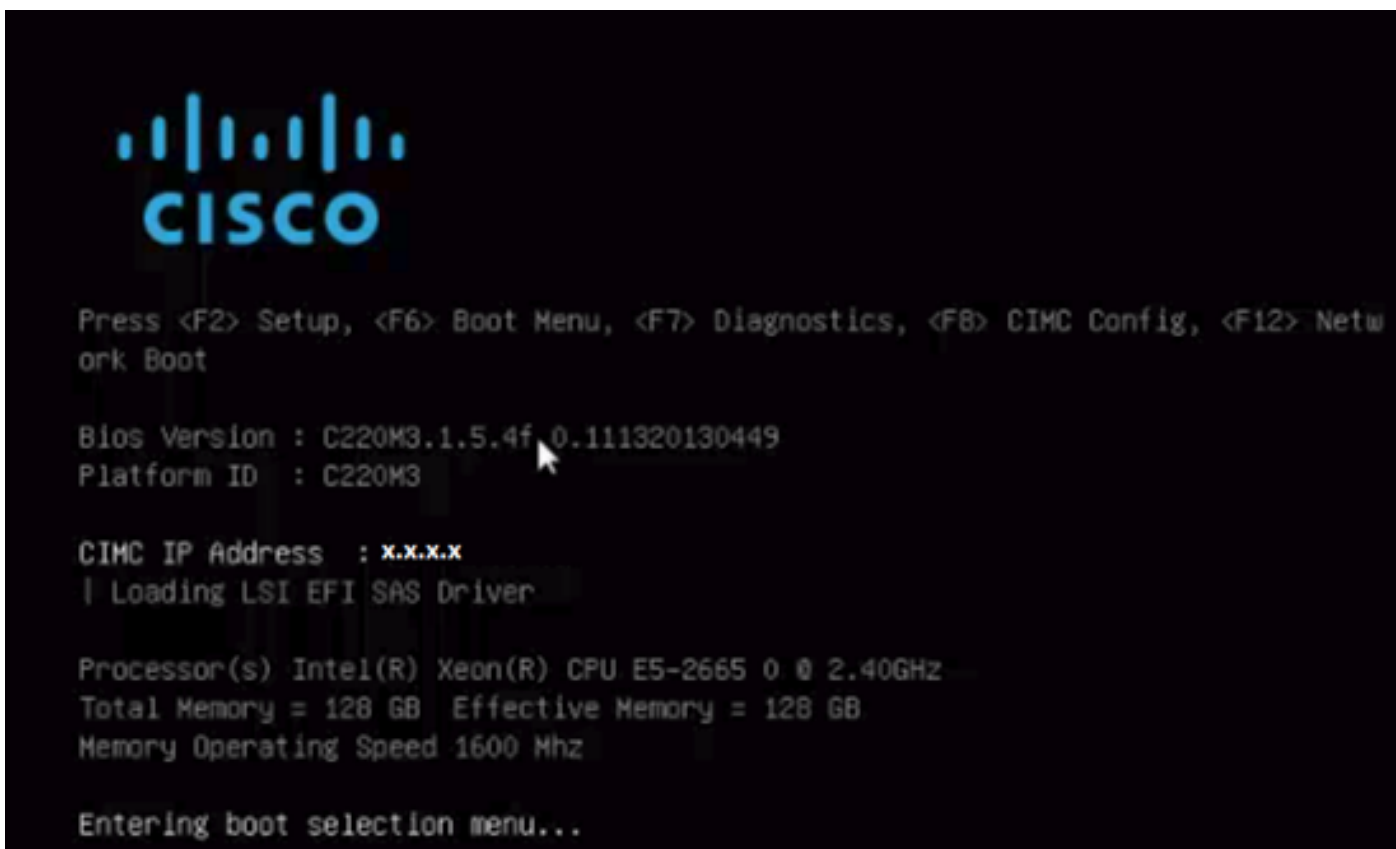 CISCO
Press <F2> Setup, <F6> Boot Menu, <F7> Diagnostics, <F8> CIMC Config, <F12> Netw
ork Boot
Bios Version : C220M3.1.5.4f.0.111320130449
Platform ID : C220M3
CIMC IP Address : x.x.x.x
| Loading LSI EFI SAS Driver
Processor(s) Intel(R) Xeon(R) CPU E5-2665 0 @ 2.40GHz
Total Memory = 128 GB Effective Memory = 128 GB
Memory Operating Speed 1600 Mhz
Entering boot selection menu...